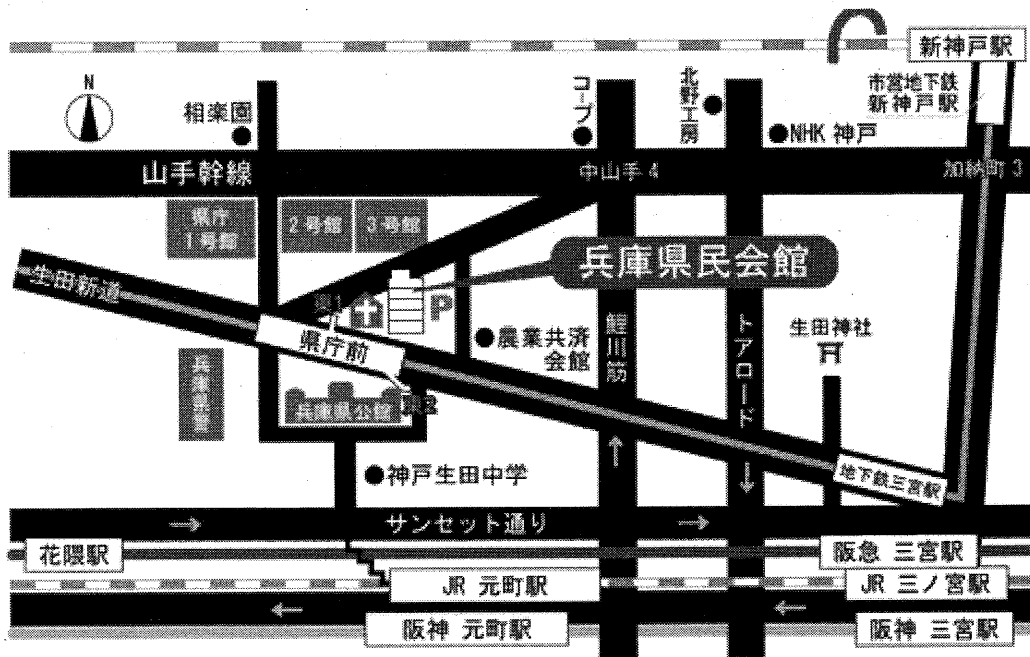 新神戸駅
N
相楽園
コープ
北野工房
市営地下鉄
新神戸駅
NHK 神戸
山手幹線
中山手4
加納町3
県庁
1号館
2号館
3号館
兵庫県民会館
生田新道
P
県庁前
農業共済
会館
鯉川筋
トアロード
生田神社
兵庫県公館
神戸生田中学
地下鉄三宮駅
サンセット通り
花隈駅
阪急 三宮駅
JR 元町駅
JR 三ノ宮駅
阪神 元町駅
阪神 三宮駅